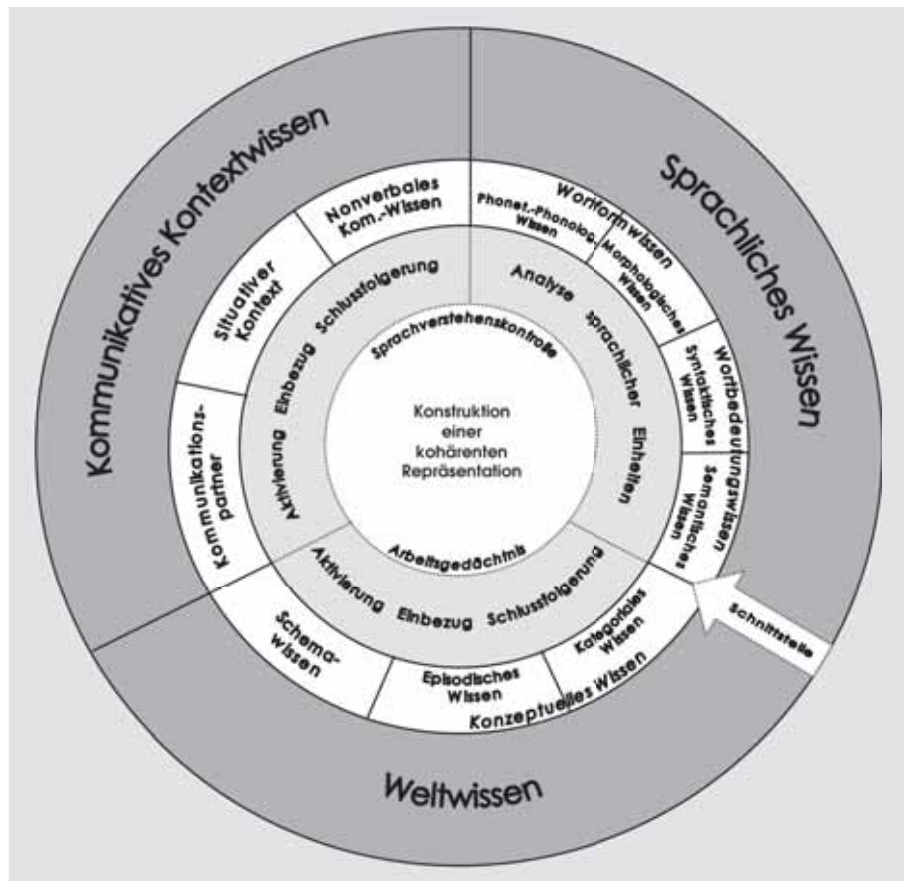 Kommunikatives Kontextwissen
Sprachliches Wissen
Weltwissen
Nonverbales
Kom.-Wissen
Situativer
Kontext
Kommunikations-
partner
Wortformwissen
Phonet.-Phonolog.
Wissen
Morphologisches
Wissen
Wortbedeutungswissen
Syntaktisches
Wissen
Semantisches
Wissen
Schnittstelle
Kategoriales
Wissen
Konzeptuelles Wissen
Episodisches
Wissen
Schema-
wissen
Aktivierung Einbezug Schlussfolgerung
Analyse sprachlicher Einheiten
Aktivierung Einbezug Schlussfolgerung
Sprachverstehenskontrolle
Konstruktion
einer
kohärenten
Repräsentation
Arbeitsgedächtnis